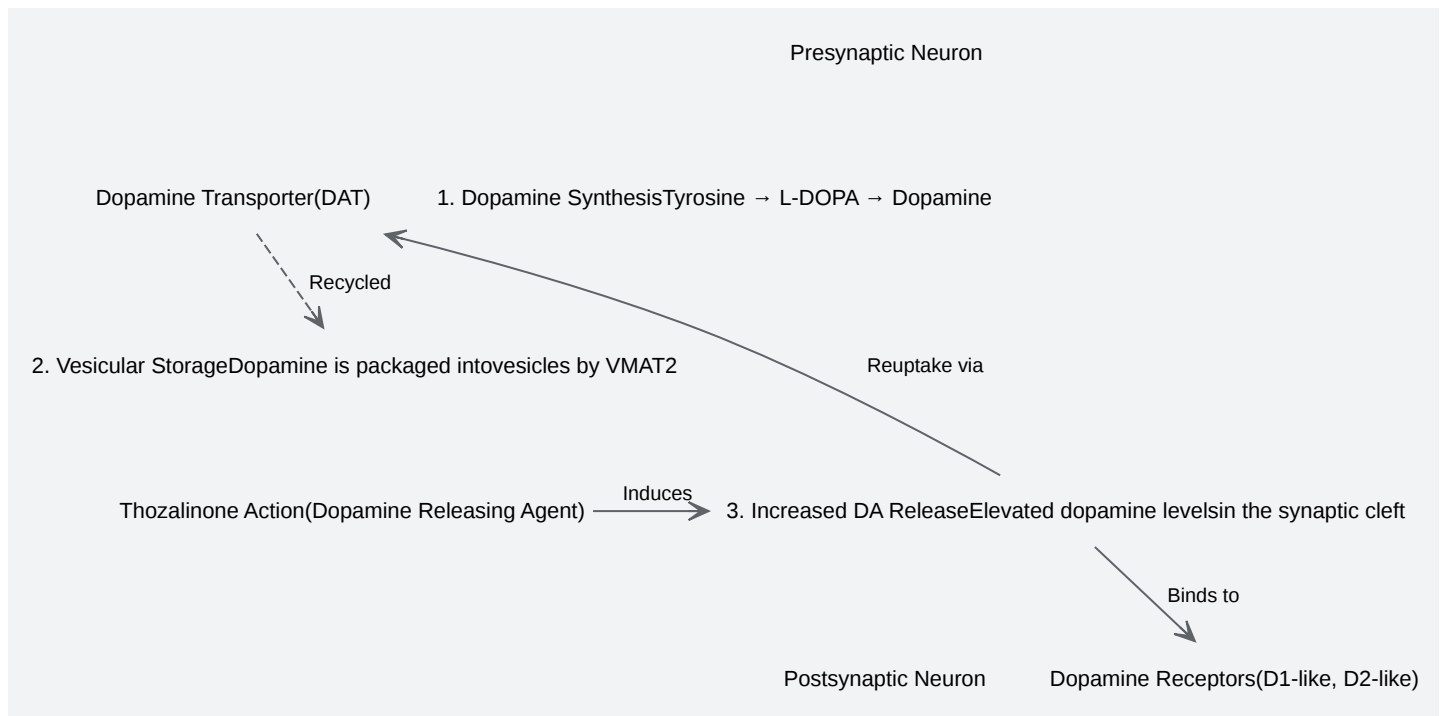 Presynaptic Neuron
Dopamine Transporter(DAT)
1. Dopamine SynthesisTyrosine → L-DOPA → Dopamine
Recycled
2. Vesicular StorageDopamine is packaged intovesicles by VMAT2
Reuptake via
Thozalinone Action(Dopamine Releasing Agent)
Induces
3. Increased DA ReleaseElevated dopamine levelsin the synaptic cleft
Binds to
Postsynaptic Neuron
Dopamine Receptors(D1-like, D2-like)